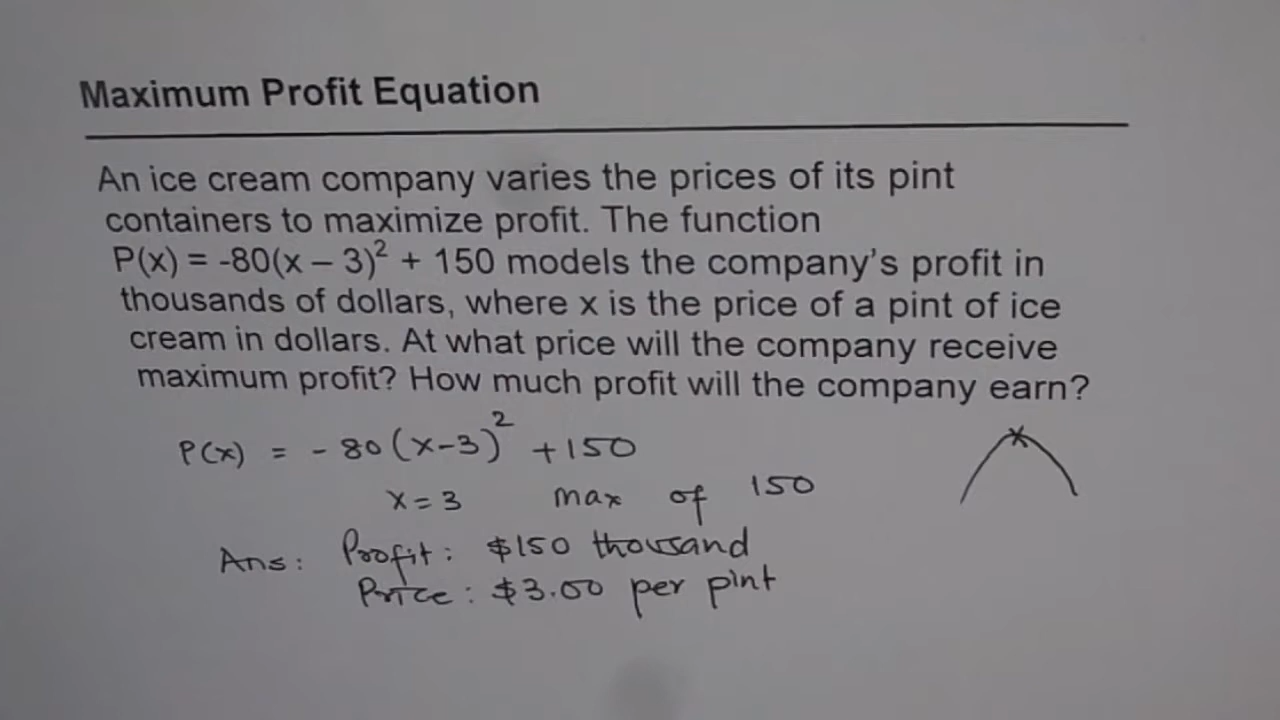 Maximum Profit Equation
An ice cream company varies the prices of its pint
containers to maximize profit. The function
P(x) = -80(x – 3)² + 150 models the company's profit in
thousands of dollars, where x is the price of a pint of ice
cream in dollars. At what price will the company receive
maximum profit? How much profit will the company earn?
P(x) = - 80(x-3)² +150
x=3 max of 150
Ans: Profit: $150 thousand
Price: $3.00 per pint